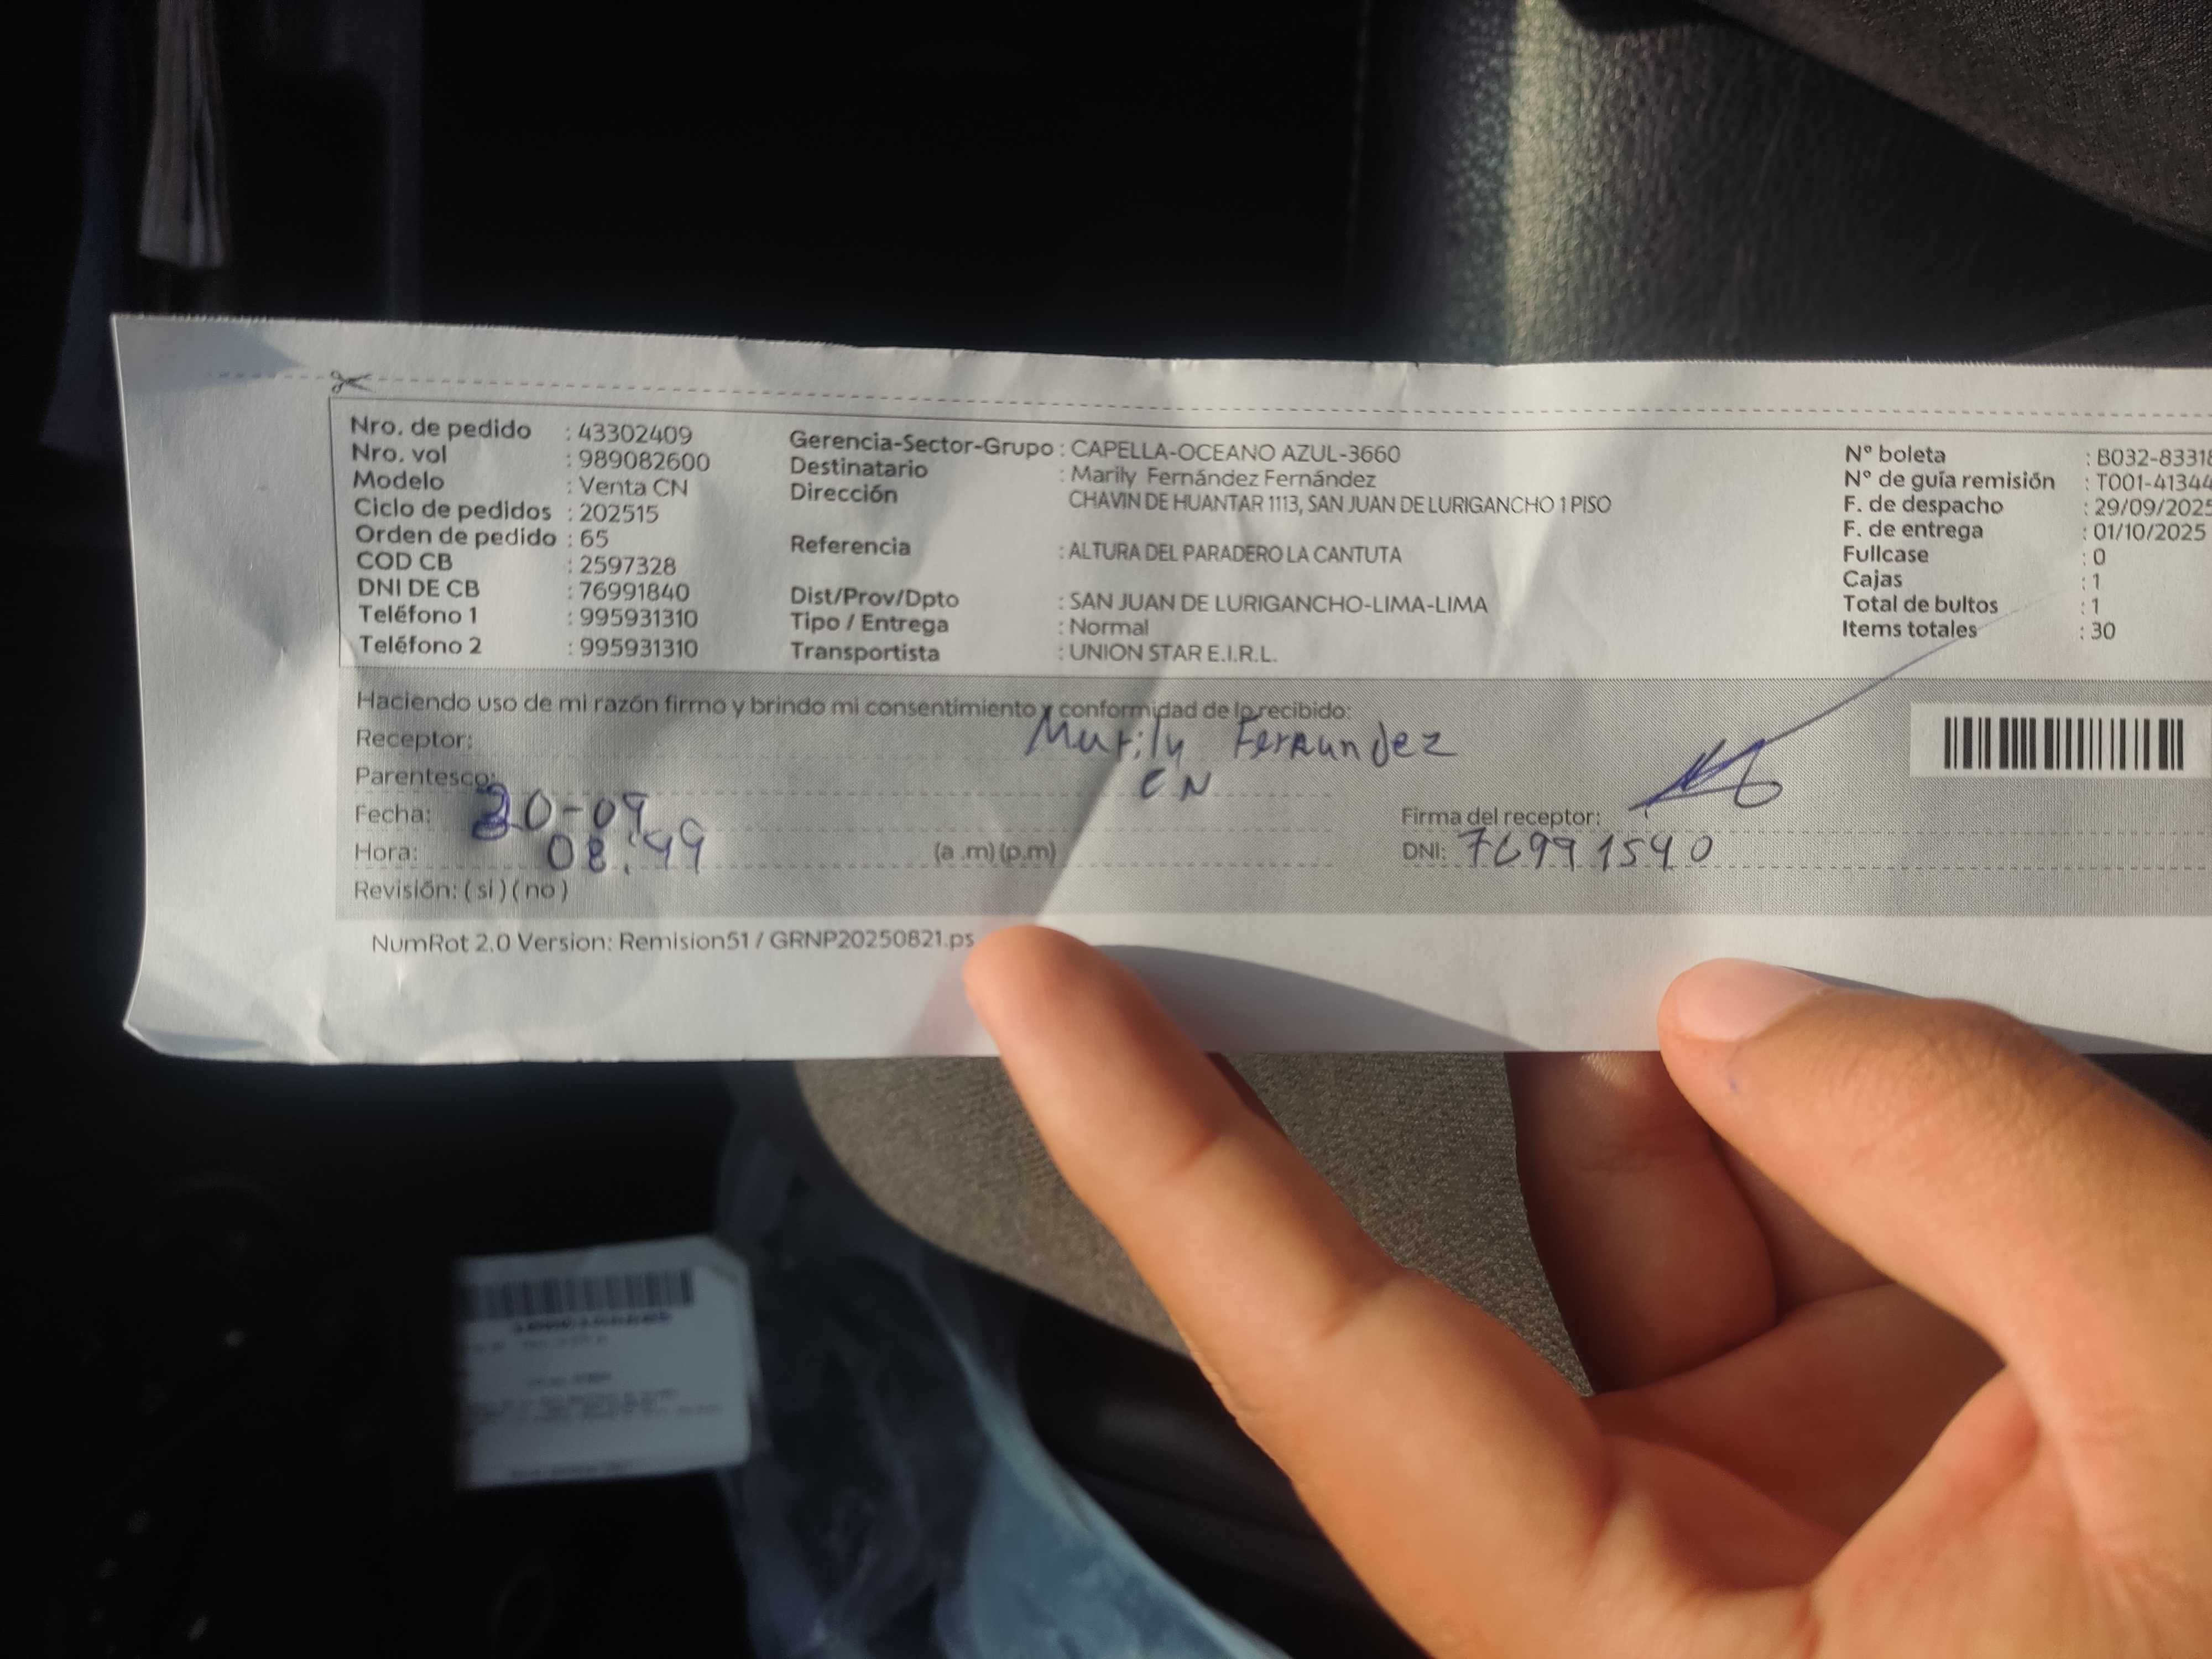 Nro. de pedido : 43302409
Nro. vol : 989082600
Modelo : Venta CN
Ciclo de pedidos : 202515
Orden de pedido : 65
COD CB : 2597328
DNI DE CB : 76991840
Teléfono 1 : 995931310
Teléfono 2 : 995931310
Gerencia-Sector-Grupo : CAPELLA-OCEANO AZUL-3660
Destinatario : Marily Fernández Fernández
Dirección CHAVIN DE HUANTAR 1113, SAN JUAN DE LURIGANCHO 1 PISO
Referencia : ALTURA DEL PARADERO LA CANTUTA
Dist/Prov/Dpto : SAN JUAN DE LURIGANCHO-LIMA-LIMA
Tipo / Entrega : Normal
Transportista : UNION STAR E.I.R.L.
N° boleta : B032-8331
N° de guía remisión : T001-41344
F. de despacho : 29/09/2025
F. de entrega : 01/10/2025
Fullcase : 0
Cajas : 1
Total de bultos : 1
Items totales : 30
Haciendo uso de mi razón firmo y brindo mi consentimiento y conformidad de lo recibido:
Receptor: Marily Fernandez
Parentesco: CN
Fecha: 30-09
Hora: 08:49 (a .m) (p.m)
Revisión: ( si ) ( no )
Firma del receptor:
DNI: 76991540
NumRot 2.0 Version: Remision51 / GRNP20250821.ps